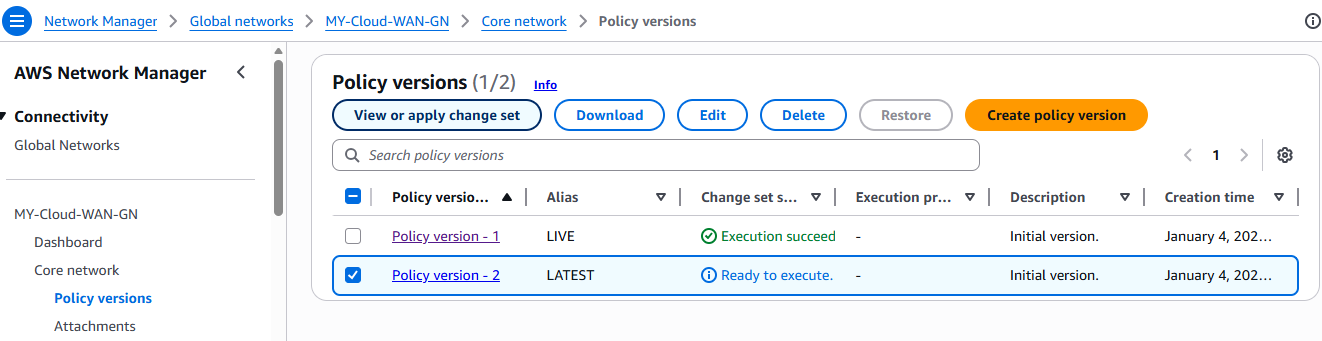 Network Manager > Global networks > MY-Cloud-WAN-GN > Core network > Policy versions
AWS Network Manager
Connectivity
Global Networks
MY-Cloud-WAN-GN
Dashboard
Core network
Policy versions
Attachments
Policy versions (1/2) Info
View or apply change set Download Edit Delete Restore Create policy version
Search policy versions
1
Policy versio... Alias Change set s... Execution pr... Description Creation time
Policy version - 1 LIVE Execution succeed - Initial version. January 4, 202...
Policy version - 2 LATEST Ready to execute. - Initial version. January 4, 202...